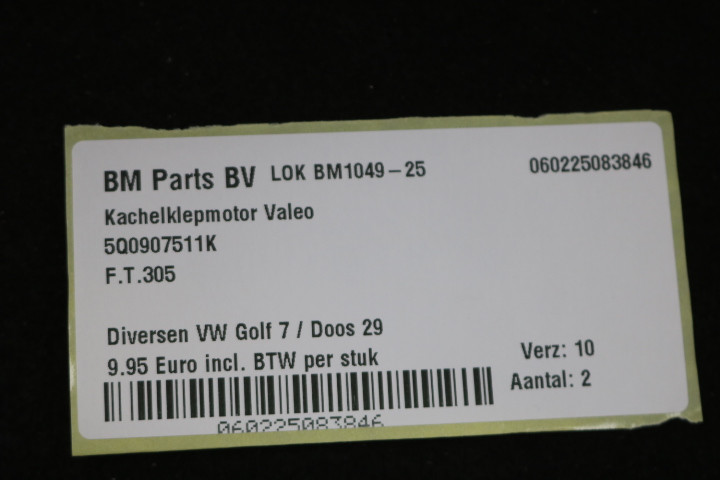 BM Parts BV LOK BM1049-25 060225083846
Kachelklepmotor Valeo
5Q0907511K
F.T.305
Diversen VW Golf 7 / Doos 29
9.95 Euro incl. BTW per stuk
Verz: 10
Aantal: 2
060225083846